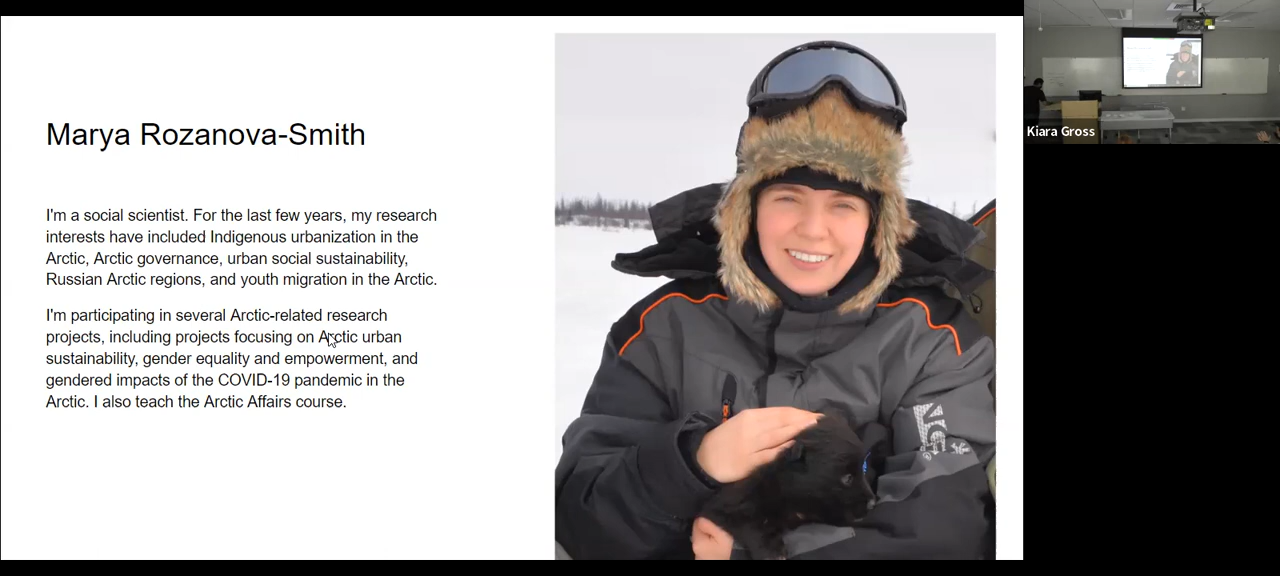 Marya Rozanova-Smith
I'm a social scientist. For the last few years, my research
interests have included Indigenous urbanization in the
Arctic, Arctic governance, urban social sustainability,
Russian Arctic regions, and youth migration in the Arctic.
I'm participating in several Arctic-related research
projects, including projects focusing on Arctic urban
sustainability, gender equality and empowerment, and
gendered impacts of the COVID-19 pandemic in the
Arctic. I also teach the Arctic Affairs course.
Kiara Gross